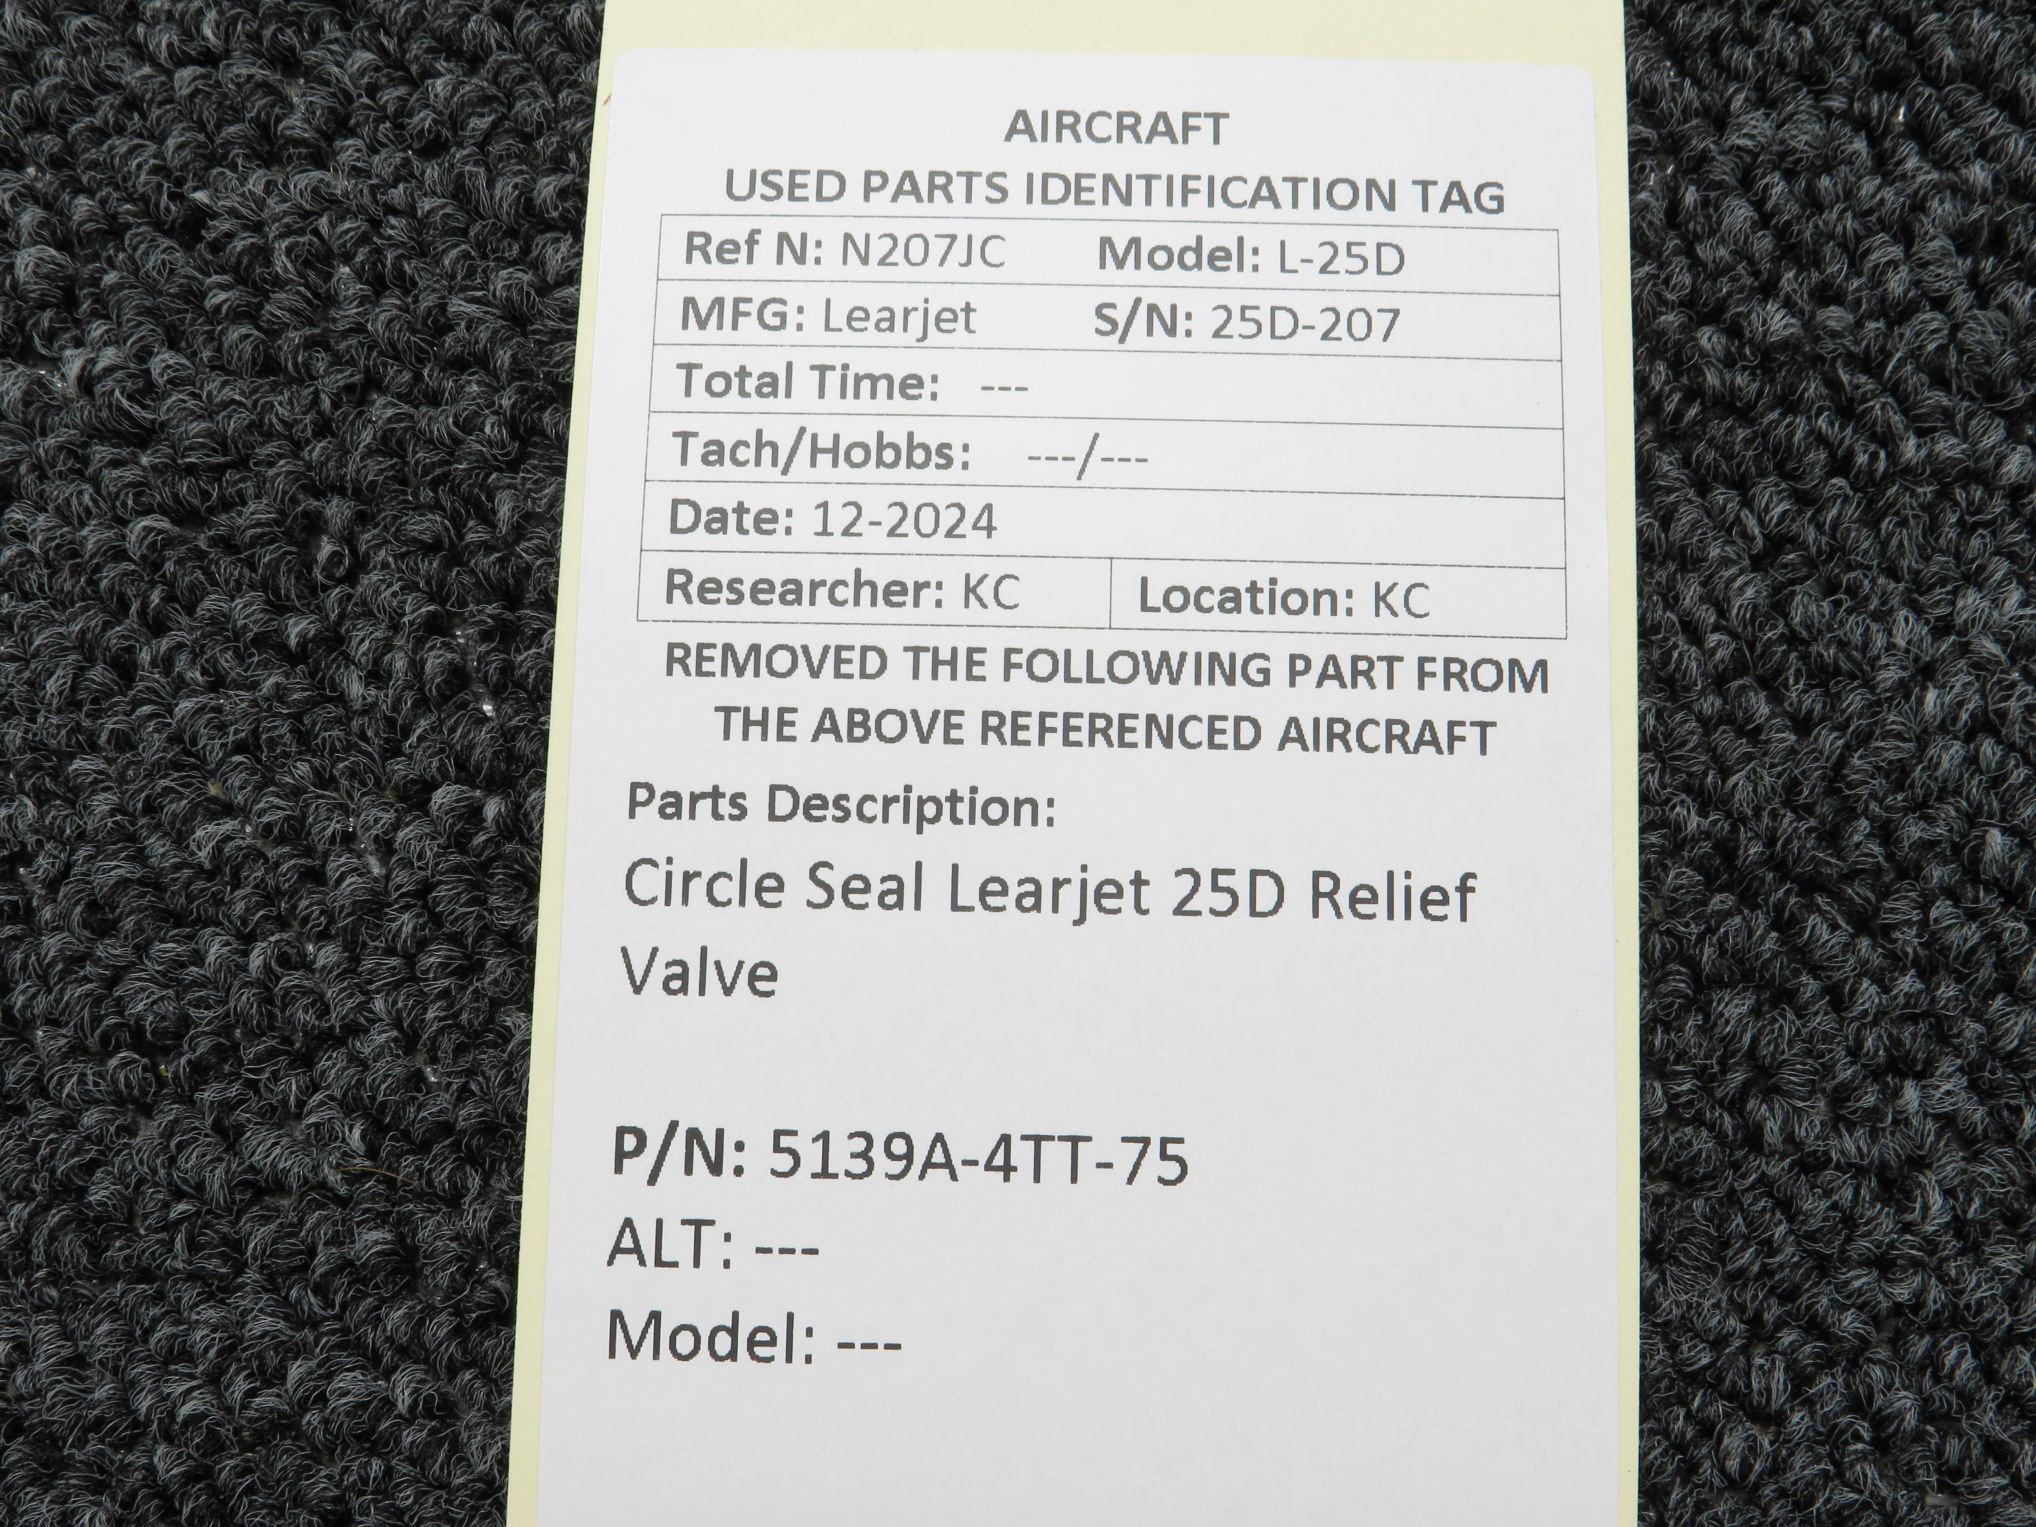 AIRCRAFT
USED PARTS IDENTIFICATION TAG
Ref N: N207JC Model: L-25D
MFG: Learjet S/N: 25D-207
Total Time: ---
Tach/Hobbs: ---/---
Date: 12-2024
Researcher: KC Location: KC
REMOVED THE FOLLOWING PART FROM
THE ABOVE REFERENCED AIRCRAFT
Parts Description:
Circle Seal Learjet 25D Relief
Valve
P/N: 5139A-4TT-75
ALT: ---
Model: ---